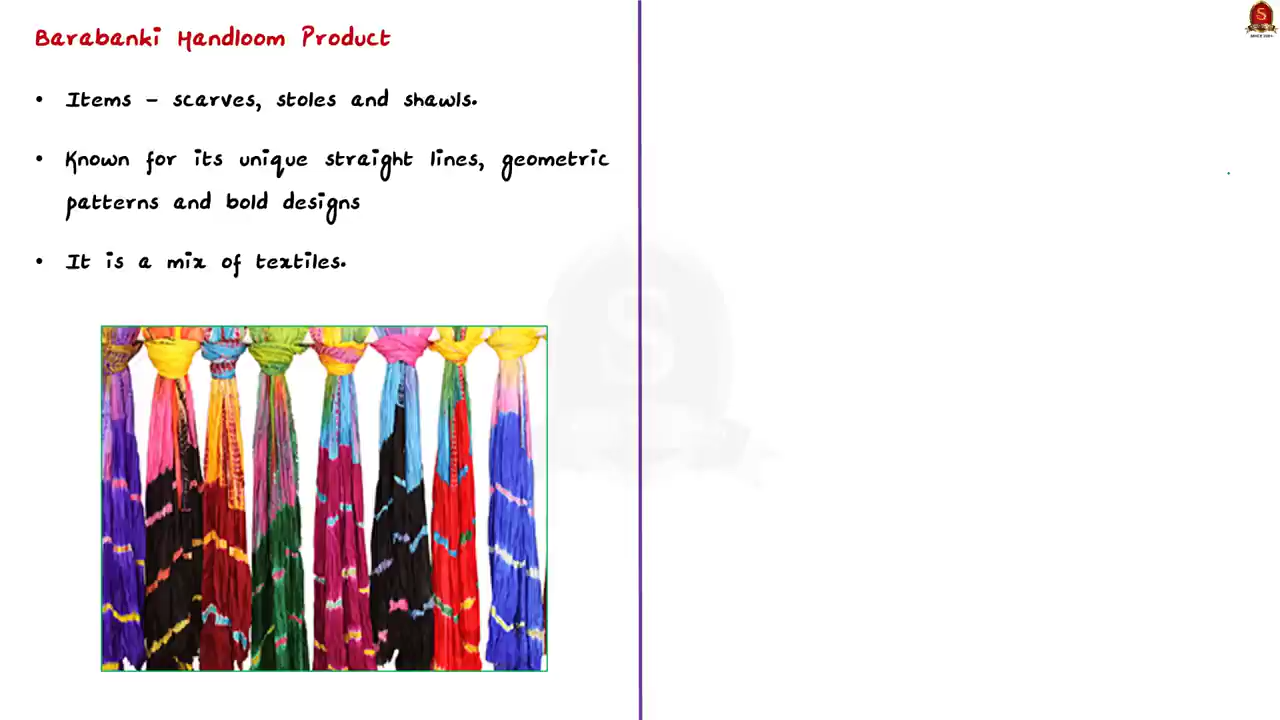 Barabanki Handloom Product
• Items – scarves, stoles and shawls.
• Known for its unique straight lines, geometric
patterns and bold designs
• It is a mix of textiles.
S